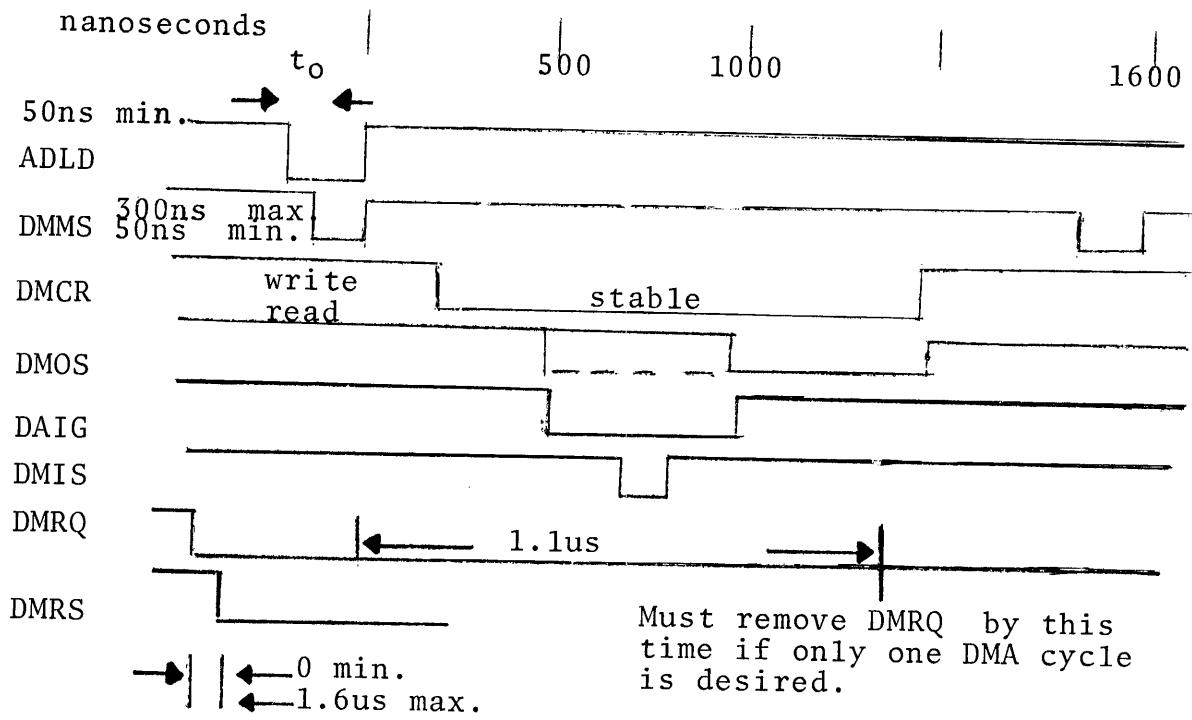 nanoseconds
to
500
1000
1600
50ns min.
ADLD
300ns max
DMMS 50ns min.
write
DMCR
stable
read
DMOS
DAIG
DMIS
DMRQ
1.1us
DMRS
Must remove DMRQ by this
time if only one DMA cycle
is desired.
0 min.
1.6us max.